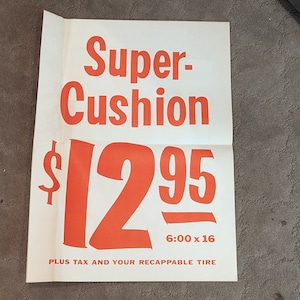 Super-
Cushion
$12 95
6:00 x 16
PLUS TAX AND YOUR RECAPPABLE TIRE